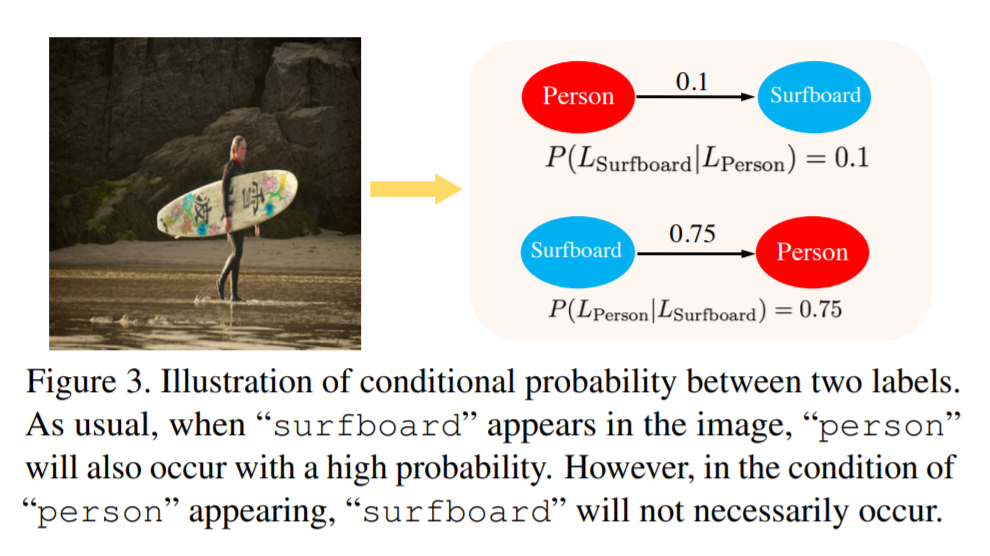 Person
0.1
Surfboard
P(L_Surfboard|L_Person) = 0.1
Surfboard
0.75
Person
P(L_Person|L_Surfboard) = 0.75
Figure 3. Illustration of conditional probability between two labels.
As usual, when “surfboard” appears in the image, “person”
will also occur with a high probability. However, in the condition of
“person” appearing, “surfboard” will not necessarily occur.